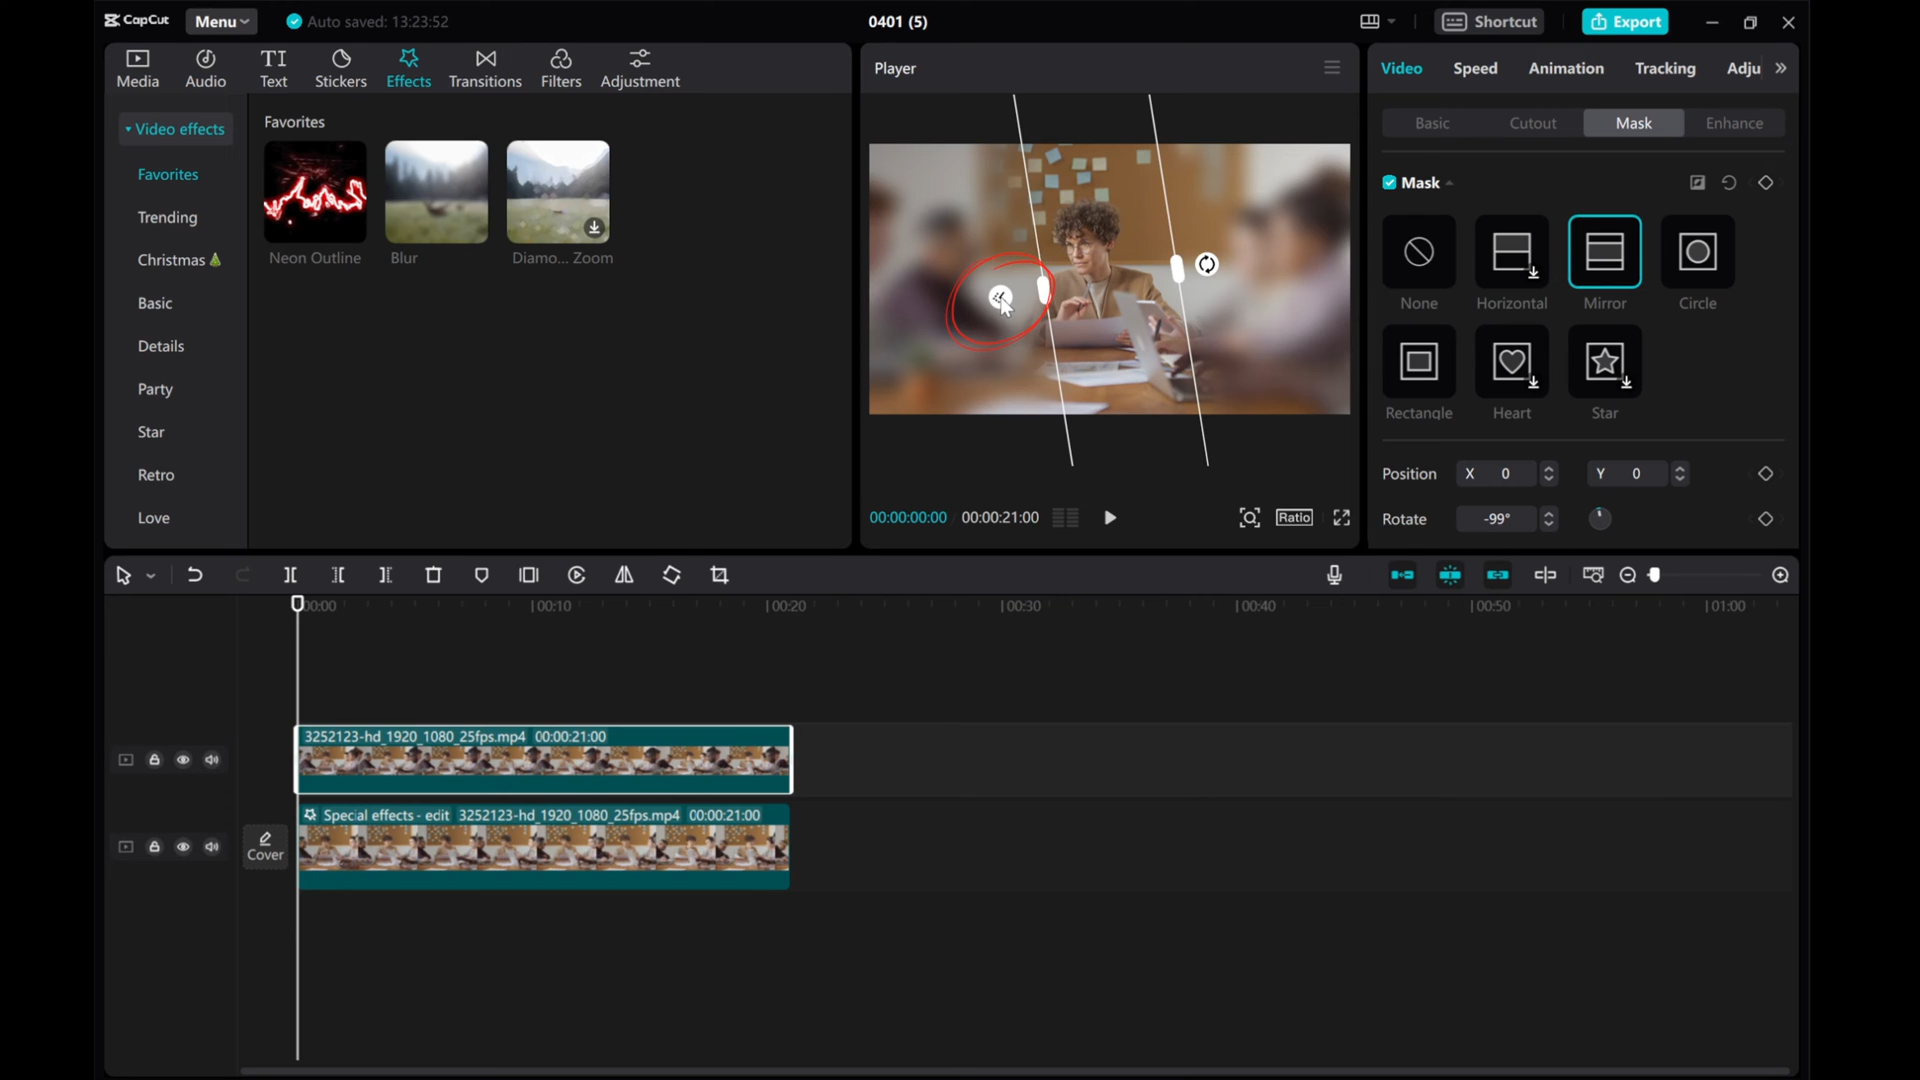 CapCut
Menu
Auto saved: 13:23:52
0401 (5)
Shortcut
Export
Media
Audio
TI
Text
Stickers
Effects
Transitions
Filters
Adjustment
Video effects
Favorites
Trending
Christmas
Basic
Details
Party
Star
Retro
Love
Favorites
Neon Outline
Blur
Diamo... Zoom
Player
00:00:00:00
00:00:21:00
Ratio
Video
Speed
Animation
Tracking
Adju
Basic
Cutout
Mask
Enhance
Mask
None
Horizontal
Mirror
Circle
Rectangle
Heart
Star
Position X 0 Y 0
Rotate -99°
00:00
00:10
00:20
00:30
00:40
00:50
01:00
3252123-hd_1920_1080_25fps.mp4 00:00:21:00
Cover
Special effects - edit 3252123-hd_1920_1080_25fps.mp4 00:00:21:00